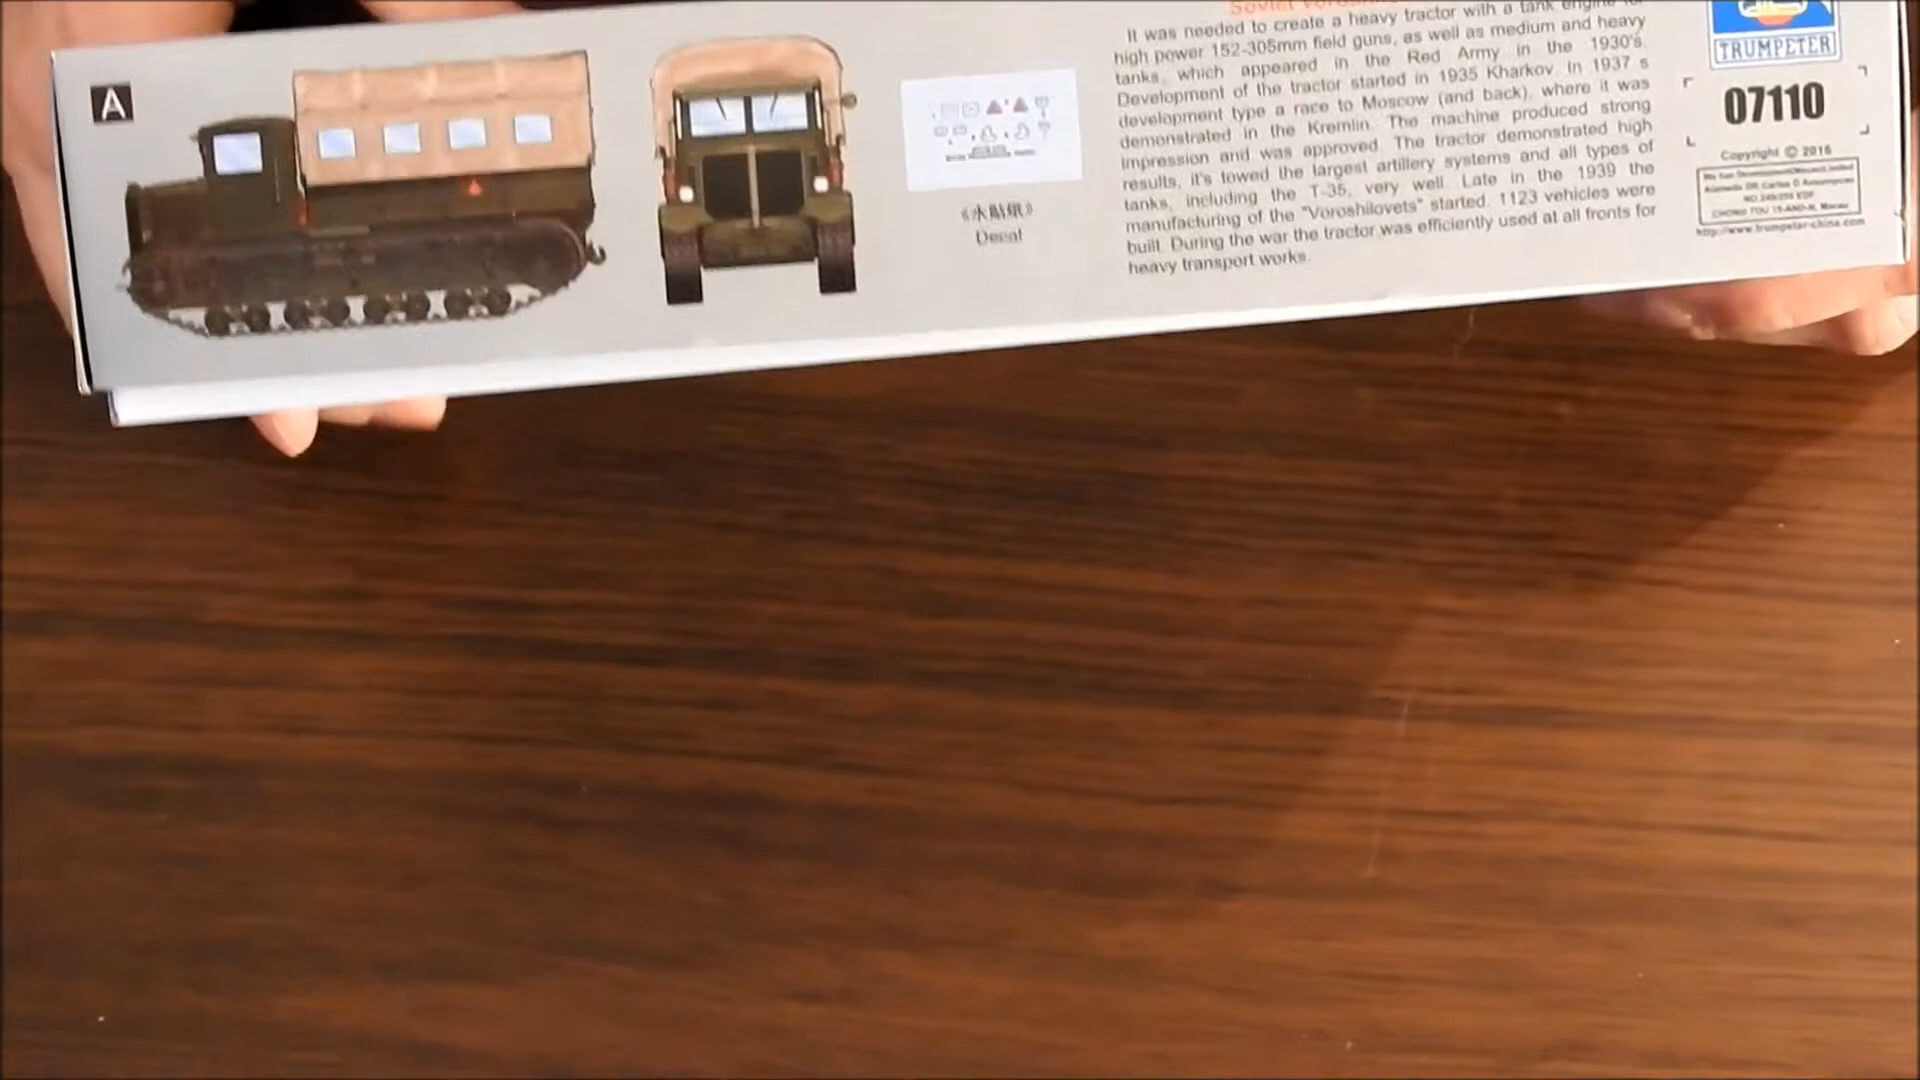 A
《水贴纸》
Decal
Soviet
It was needed to create a heavy tractor with a tank engine for
high power 152-305mm field guns, as well as medium and heavy
tanks, which appeared in the Red Army in the 1930's.
Development of the tractor started in 1935 Kharkov. In 1937 s
development type a race to Moscow (and back), where it was
demonstrated in the Kremlin. The machine produced strong
impression and was approved. The tractor demonstrated high
results, it's towed the largest artillery systems and all types of
tanks, including the T-35, very well. Late in the 1939 the
manufacturing of the "Voroshilovets" started. 1123 vehicles were
built. During the war the tractor was efficiently used at all fronts for
heavy transport works.
TRUMPETER
07110
Copyright © 2016
http://www.trumpeter-china.com